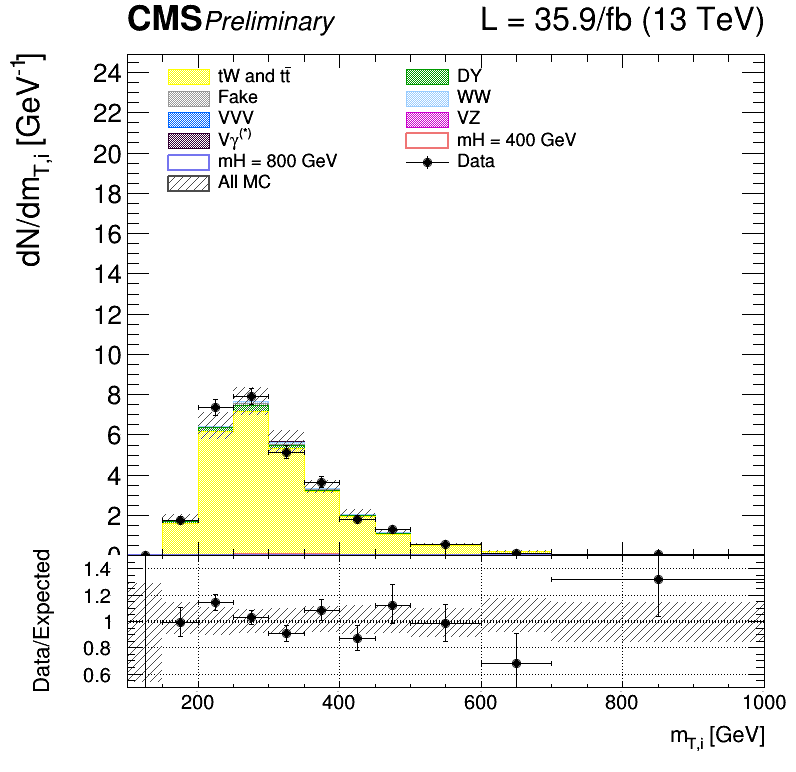 CMS Preliminary L = 35.9/fb (13 TeV)
dN/dm_{T,i} [GeV^{-1}]
24
22
20
18
16
14
12
10
8
6
4
2
0
tW and tt̄
DY
Fake
WW
VVV
VZ
Vγ^{(*)}
mH = 400 GeV
mH = 800 GeV
Data
All MC
Data/Expected
1.4
1.2
1
0.8
0.6
200 400 600 800 1000
m_{T,i} [GeV]